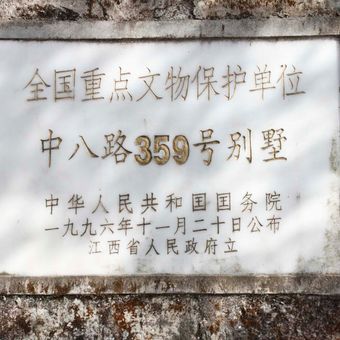 全国重点文物保护单位
中八路359号别墅
中华人民共和国国务院
一九九六年十一月二十日公布
江西省人民政府立